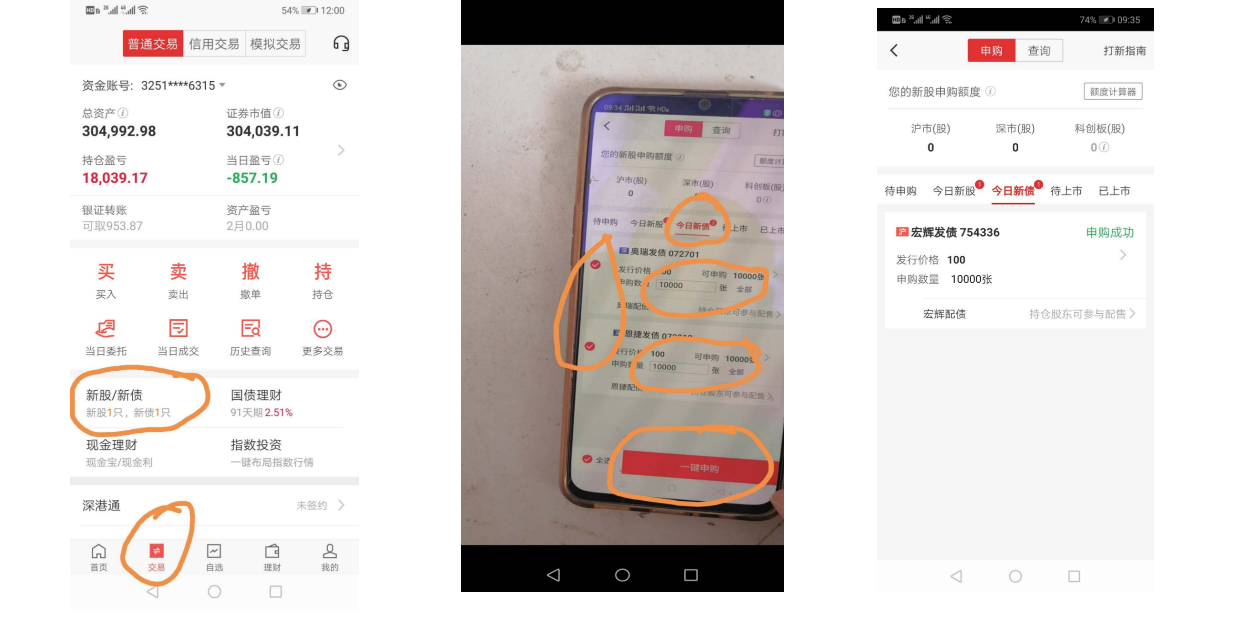 54% 12:00
普通交易 信用交易 模拟交易
资金账号: 3251****6315
总资产 证券市值
304,992.98 304,039.11
持仓盈亏 当日盈亏
18,039.17 -857.19
银证转账 资产盈亏
可取953.87 2月0.00
买 卖 撤 持
买入 卖出 撤单 持仓
当日委托 当日成交 历史查询 更多交易
新股/新债 国债理财
新股1只，新债1只 91天期 2.51%
现金理财 指数投资
现金宝/现金利 一键布局指数行情
深港通 未签约
首页 交易 自选 理财 我的
09:34
申购 查询
您的新股申购额度
沪市(股) 深市(股) 科创板(股)
0 0 0
待申购 今日新股 今日新债 上市 已上市
奥瑞发债 072701
发行价格 可申购 10000张
申购数 10000 张 全部
配债 持仓股东可参与配售
恩捷发债
发行价 100 可申购 10000
申购数量 10000 张 全部
恩捷配 仓股东可参与配售
全选
一键申购
74% 09:35
申购 查询 打新指南
您的新股申购额度 额度计算器
沪市(股) 深市(股) 科创板(股)
0 0 0
待申购 今日新股 今日新债 待上市 已上市
沪 宏辉发债 754336 申购成功
发行价格 100
申购数量 10000张
宏辉配债 持仓股东可参与配售